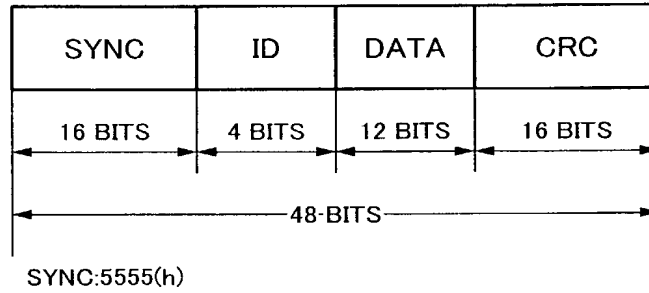 SYNC ID DATA CRC
16 BITS 4 BITS 12 BITS 16 BITS
48-BITS
SYNC:5555(h)